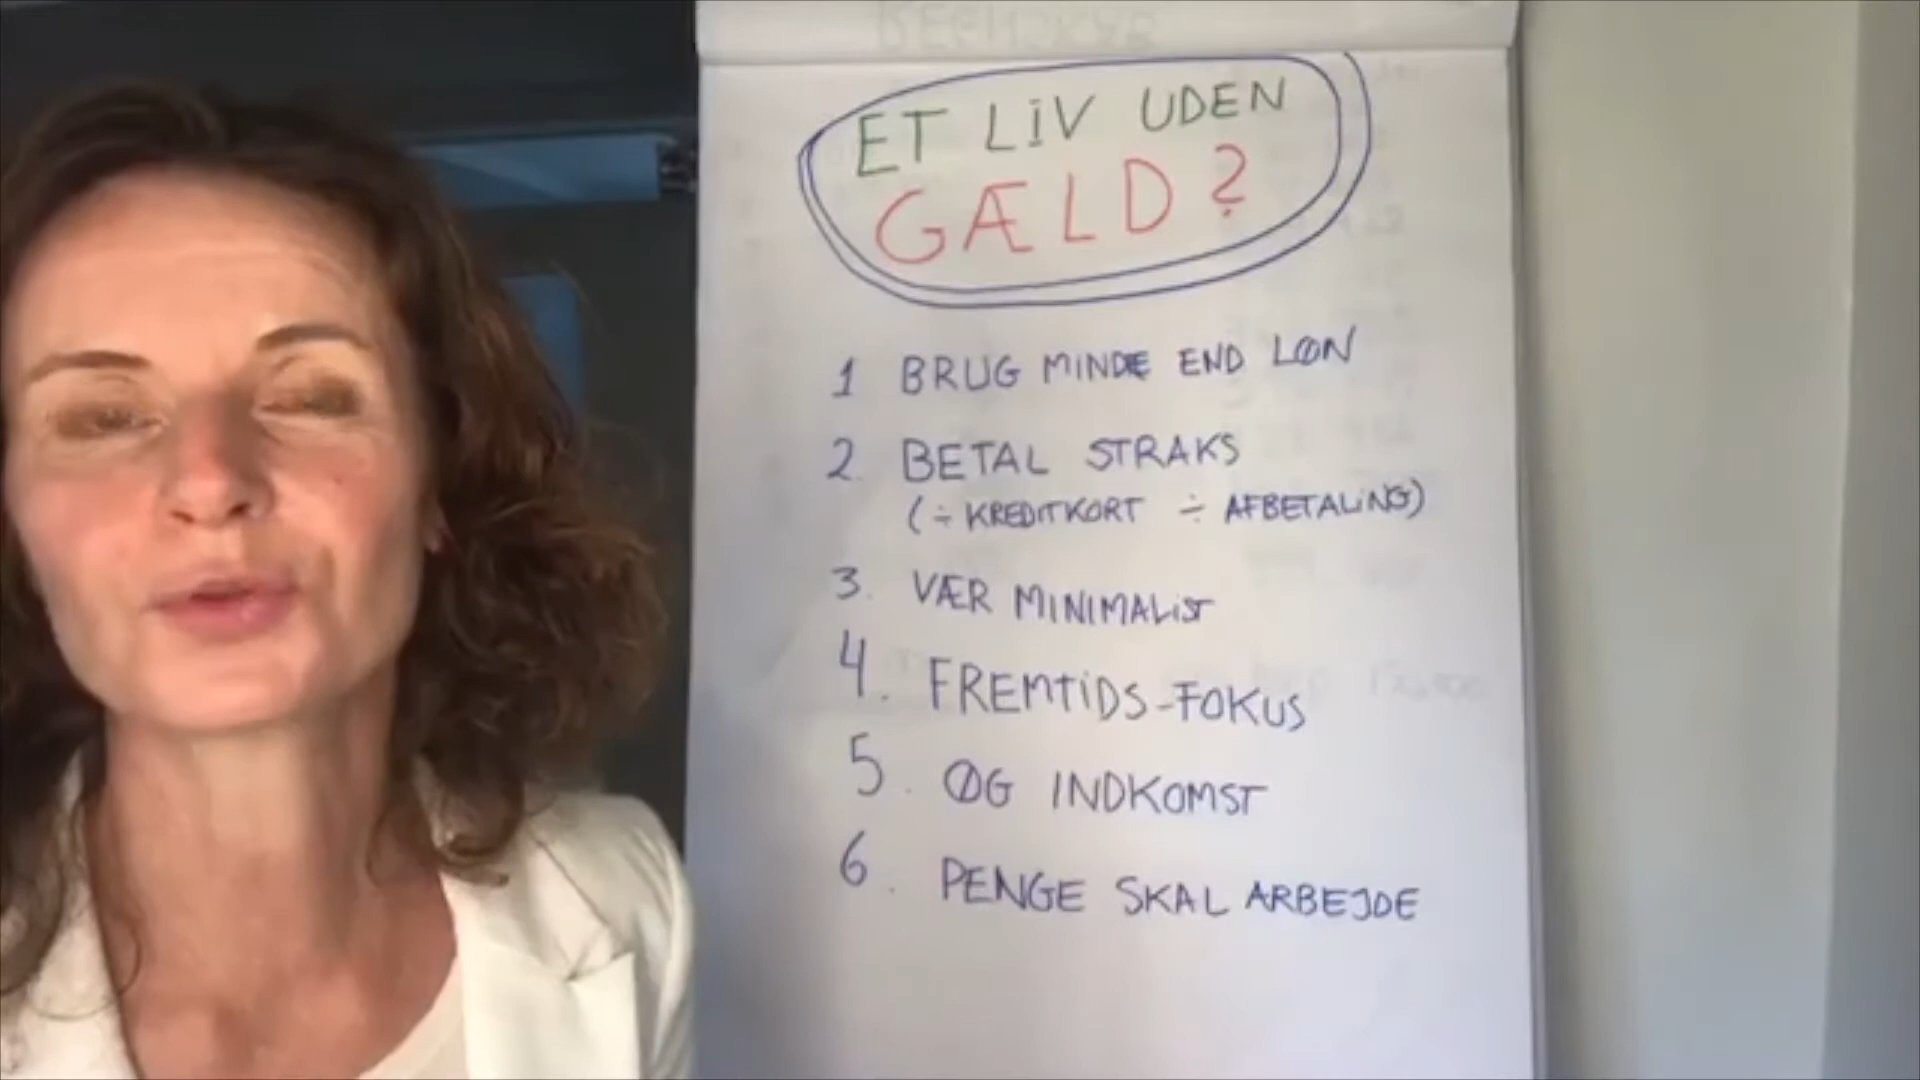 ET LIV UDEN
GÆLD?
1 BRUG MINDE END LØN
2. BETAL STRAKS
(÷ KREDITKORT ÷ AFBETALING)
3. VÆR MINIMALIST
4. FREMTIDS-FOKUS
5. ØG INDKOMST
6. PENGE SKAL ARBEJDE